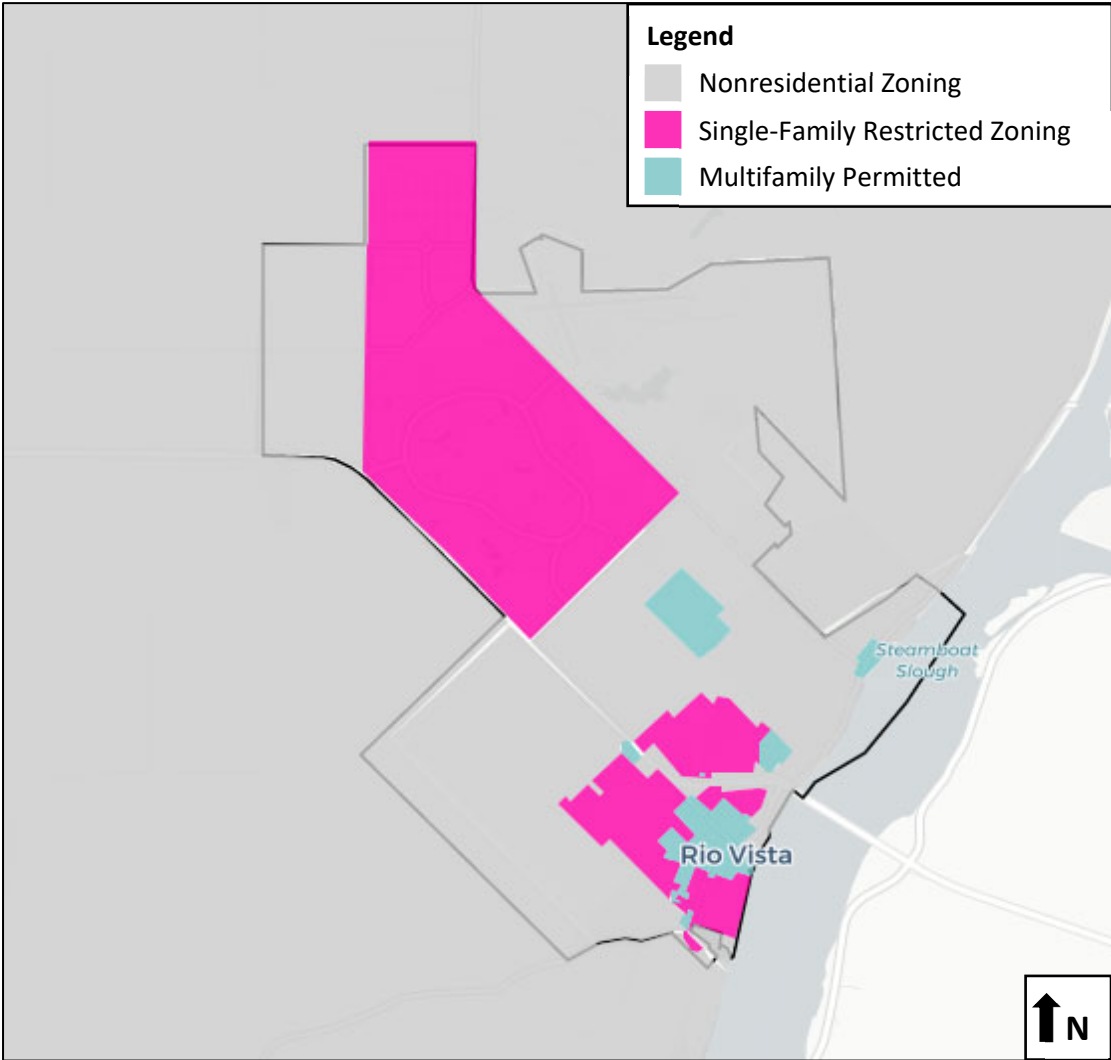 Legend
Nonresidential Zoning
Single-Family Restricted Zoning
Multifamily Permitted
Steamboat
Slough
Rio Vista
N